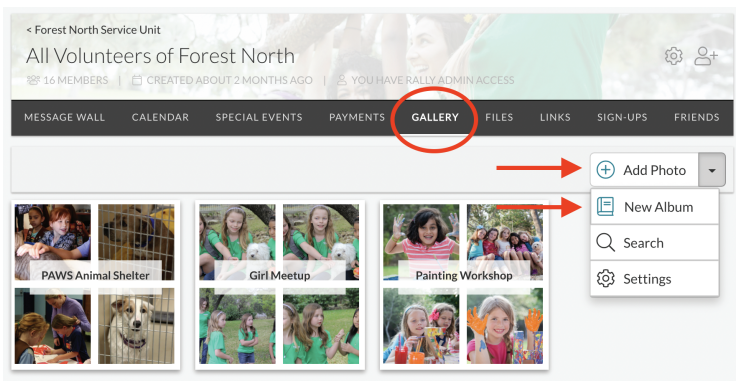 < Forest North Service Unit
All Volunteers of Forest North
16 MEMBERS | CREATED ABOUT 2 MONTHS AGO | YOU HAVE RALLY ADMIN ACCESS
MESSAGE WALL CALENDAR SPECIAL EVENTS PAYMENTS GALLERY FILES LINKS SIGN-UPS FRIENDS
Add Photo
New Album
Search
Settings
PAWS Animal Shelter
Girl Meetup
Painting Workshop